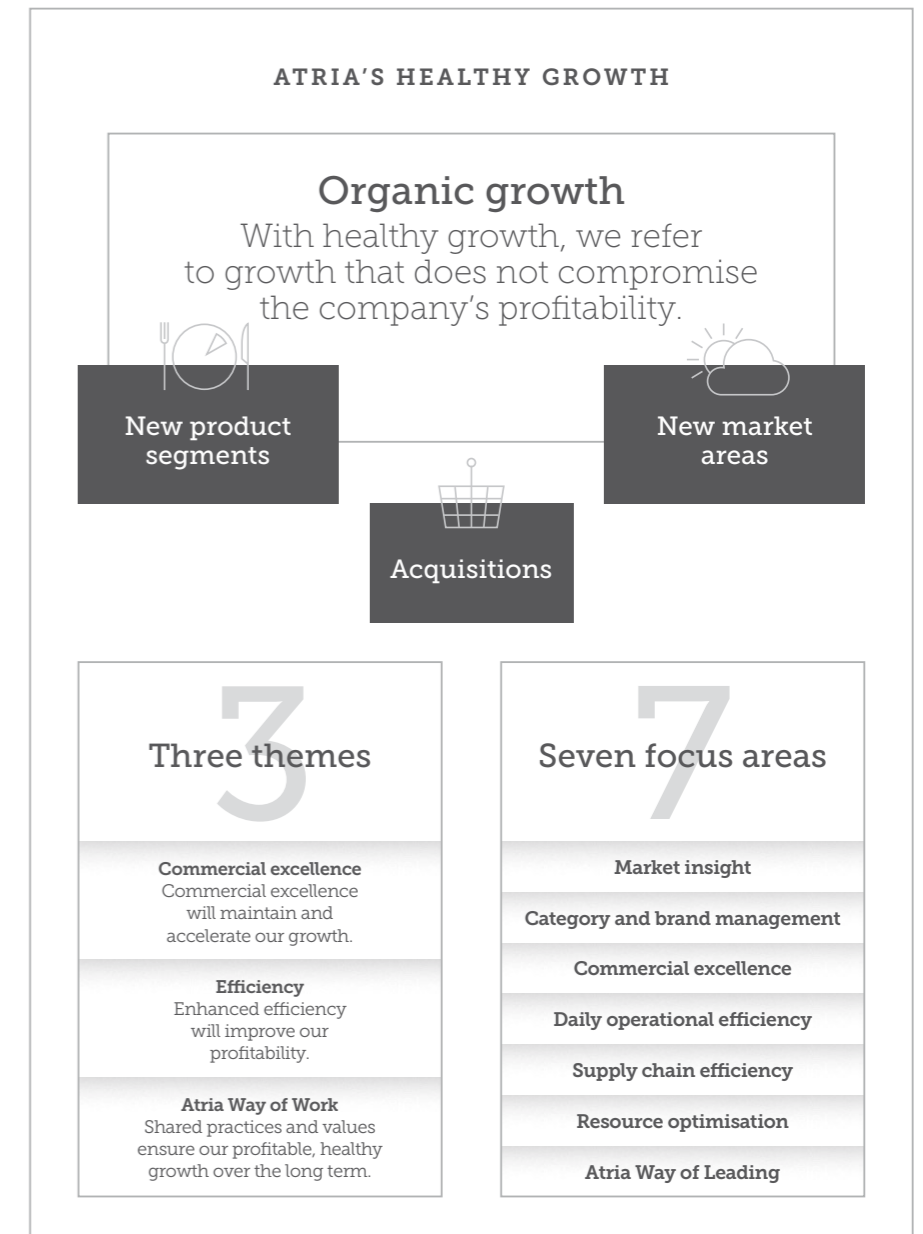 ATRIA'S HEALTHY GROWTH
Organic growth
With healthy growth, we refer
to growth that does not compromise
the company's profitability.
New product
segments
New market
areas
Acquisitions
3
Three themes
Commercial excellence
Commercial excellence
will maintain and
accelerate our growth.
Efficiency
Enhanced efficiency
will improve our
profitability.
Atria Way of Work
Shared practices and values
ensure our profitable, healthy
growth over the long term.
7
Seven focus areas
Market insight
Category and brand management
Commercial excellence
Daily operational efficiency
Supply chain efficiency
Resource optimisation
Atria Way of Leading